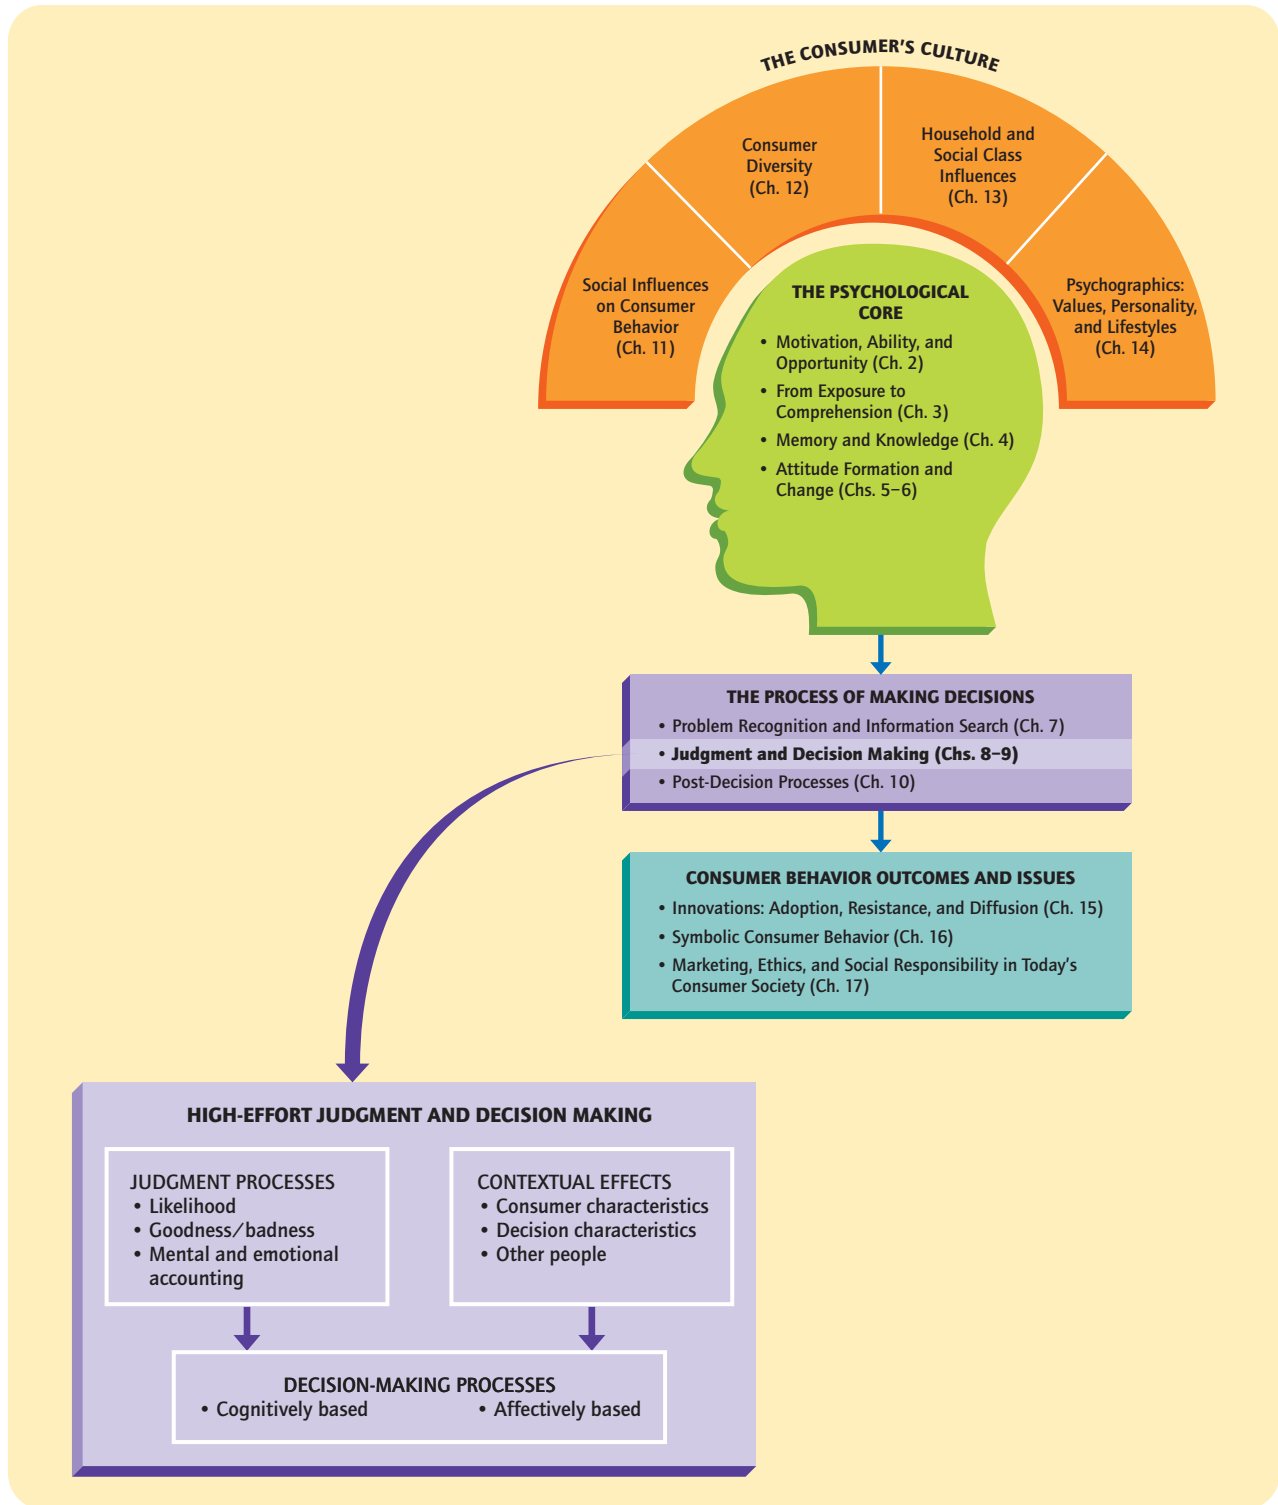 THE CONSUMER'S CULTURE
Social Influences
on Consumer
Behavior
(Ch. 11)
Consumer
Diversity
(Ch. 12)
Household and
Social Class
Influences
(Ch. 13)
Psychographics:
Values, Personality,
and Lifestyles
(Ch. 14)
THE PSYCHOLOGICAL
CORE
• Motivation, Ability, and
Opportunity (Ch. 2)
• From Exposure to
Comprehension (Ch. 3)
• Memory and Knowledge (Ch. 4)
• Attitude Formation and
Change (Chs. 5–6)
THE PROCESS OF MAKING DECISIONS
• Problem Recognition and Information Search (Ch. 7)
• Judgment and Decision Making (Chs. 8–9)
• Post-Decision Processes (Ch. 10)
CONSUMER BEHAVIOR OUTCOMES AND ISSUES
• Innovations: Adoption, Resistance, and Diffusion (Ch. 15)
• Symbolic Consumer Behavior (Ch. 16)
• Marketing, Ethics, and Social Responsibility in Today's
Consumer Society (Ch. 17)
HIGH-EFFORT JUDGMENT AND DECISION MAKING
JUDGMENT PROCESSES
• Likelihood
• Goodness/badness
• Mental and emotional
accounting
CONTEXTUAL EFFECTS
• Consumer characteristics
• Decision characteristics
• Other people
DECISION-MAKING PROCESSES
• Cognitively based
• Affectively based